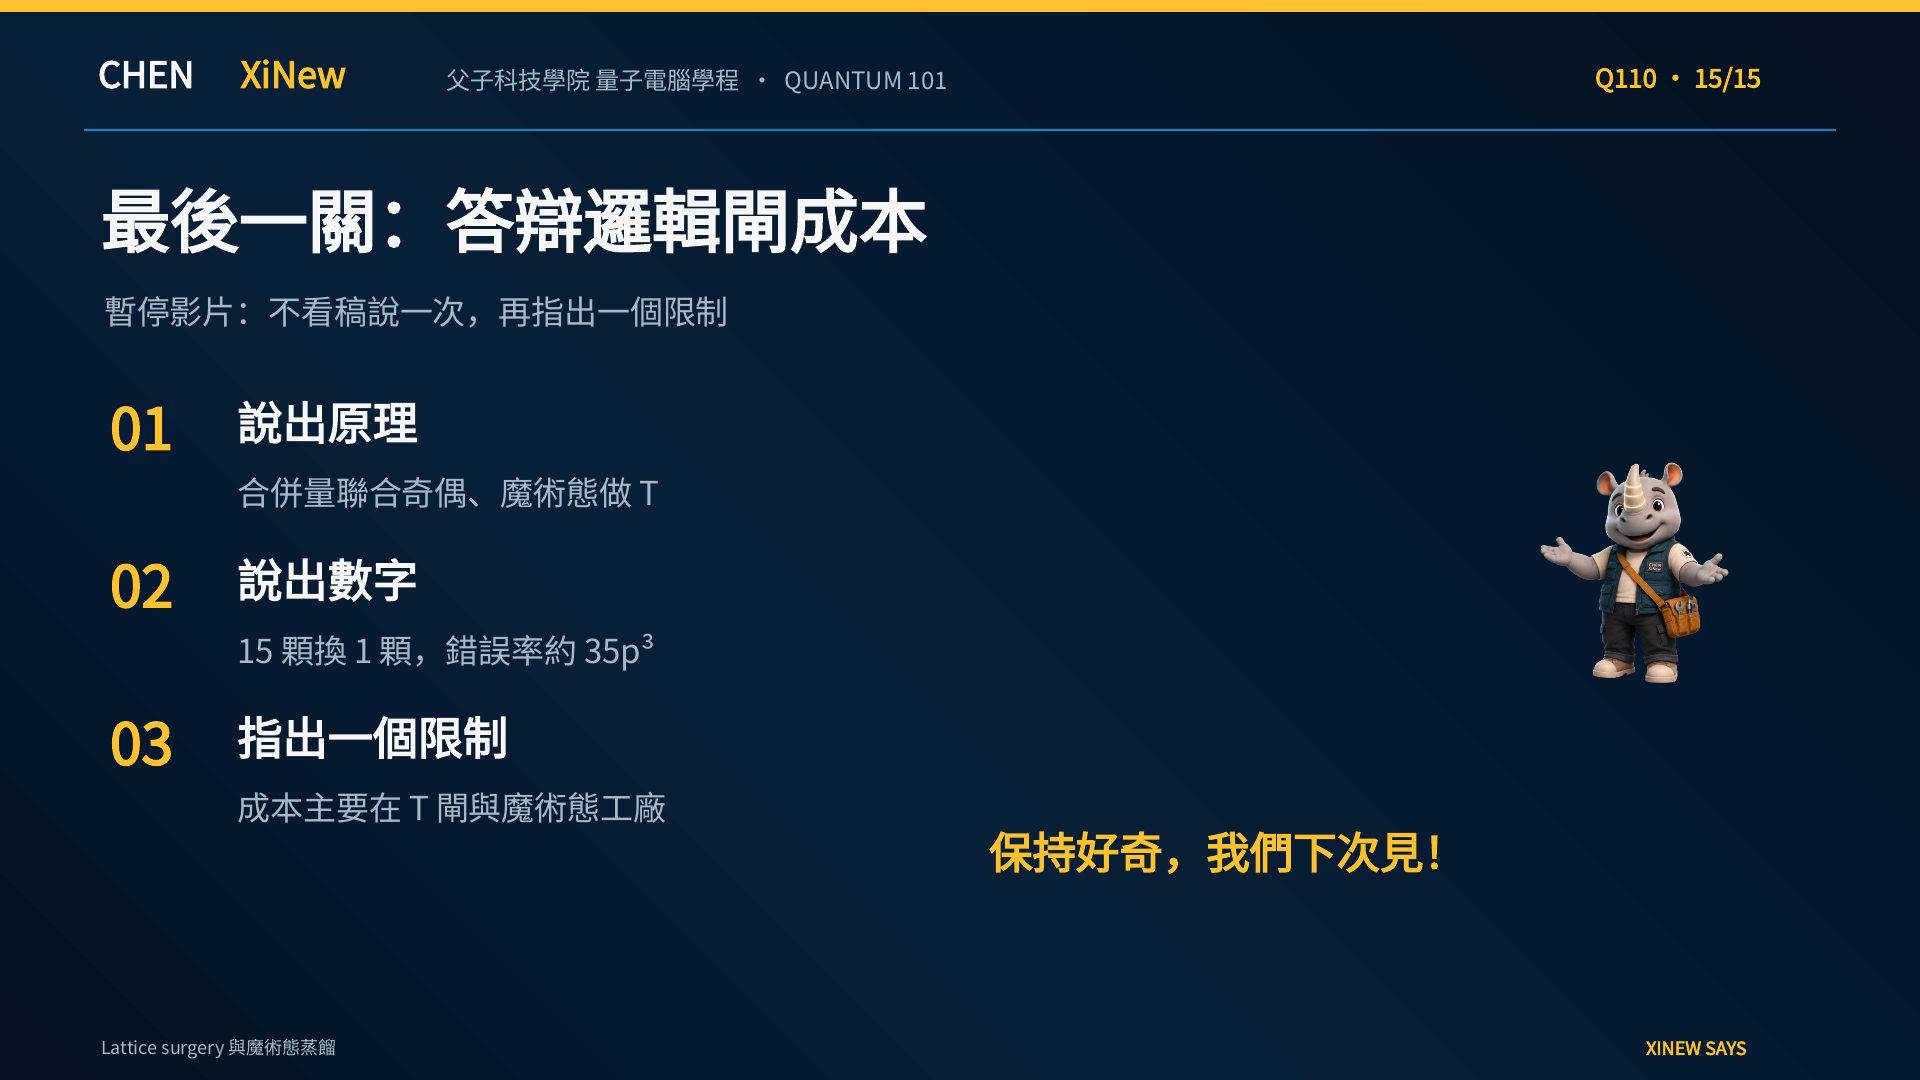 CHEN XiNew 父子科技學院 量子電腦學程 · QUANTUM 101 Q110 · 15/15
最後一關：答辯邏輯閘成本
暫停影片：不看稿說一次，再指出一個限制
01 說出原理
合併量聯合奇偶、魔術態做 T
02 說出數字
15 顆換 1 顆，錯誤率約 35p³
03 指出一個限制
成本主要在 T 閘與魔術態工廠
保持好奇，我們下次見！
Lattice surgery 與魔術態蒸餾 XINEW SAYS